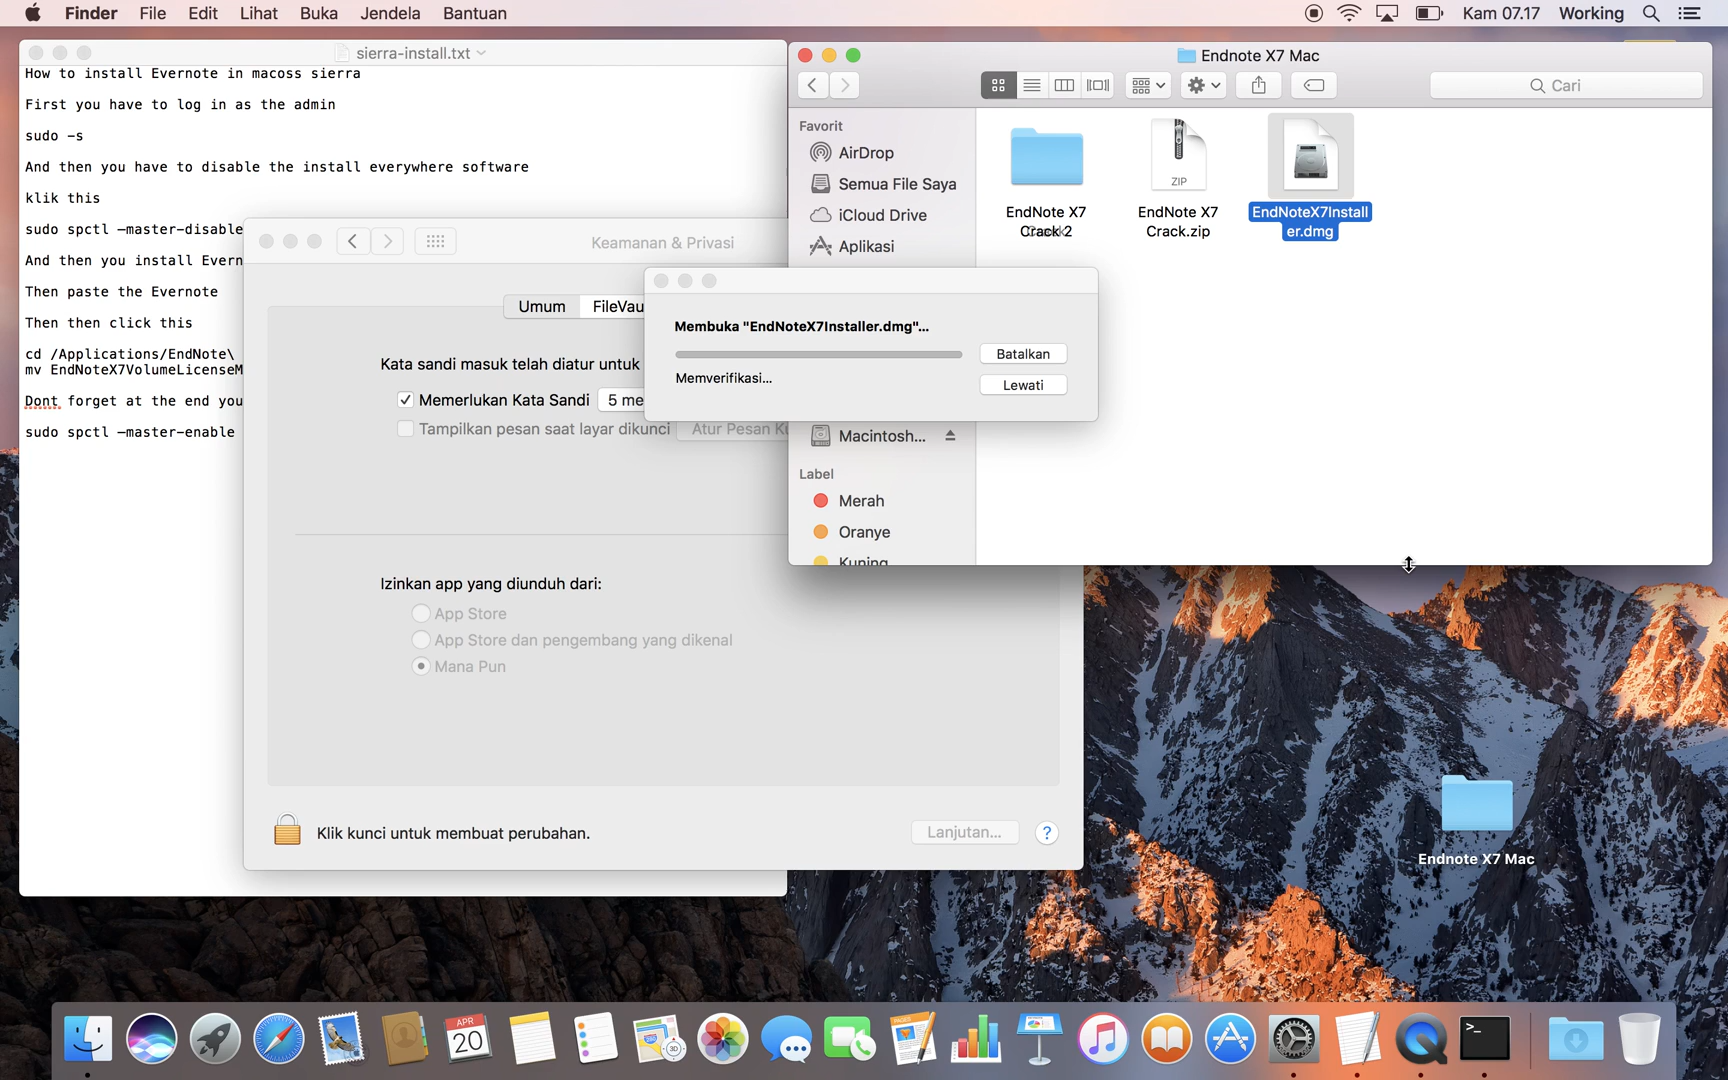 Finder File Edit Lihat Buka Jendela Bantuan
Kam 07.17 Working
sierra-install.txt
How to install Evernote in macoss sierra
First you have to log in as the admin
sudo -s
And then you have to disable the install everywhere software
klik this
sudo spctl —master-disable
And then you install Evern
Then paste the Evernote
Then then click this
cd /Applications/EndNote\
mv EndNoteX7VolumeLicenseM
Dont forget at the end you
sudo spctl —master-enable
Keamanan & Privasi
Umum FileVau
Kata sandi masuk telah diatur untuk
Memerlukan Kata Sandi 5 me
Tampilkan pesan saat layar dikunci Atur Pesan Ku
Izinkan app yang diunduh dari:
App Store
App Store dan pengembang yang dikenal
Mana Pun
Klik kunci untuk membuat perubahan.
Lanjutan... ?
Endnote X7 Mac
Cari
Favorit
AirDrop
Semua File Saya
iCloud Drive
Aplikasi
Macintosh...
Label
Merah
Oranye
Kuning
EndNote X7
Crack 2
ZIP
EndNote X7
Crack.zip
EndNoteX7Install
er.dmg
Membuka "EndNoteX7Installer.dmg"...
Batalkan
Memverifikasi...
Lewati
Endnote X7 Mac
APR
20
3D
PAGES
>_